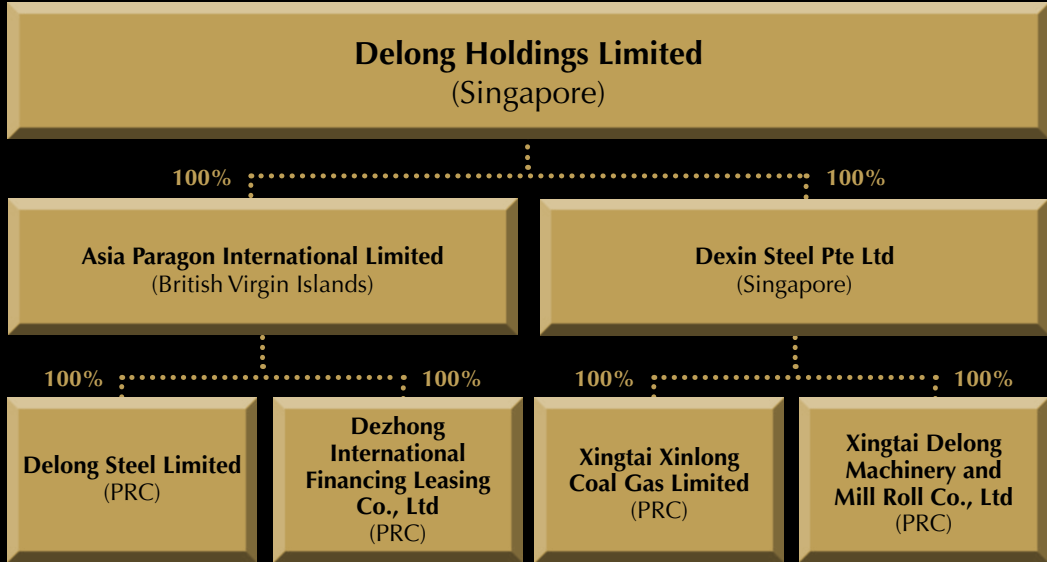 Delong Holdings Limited
(Singapore)
100%
100%
Asia Paragon International Limited
(British Virgin Islands)
Dexin Steel Pte Ltd
(Singapore)
100%
100%
100%
100%
Delong Steel Limited
(PRC)
Dezhong
International
Financing Leasing
Co., Ltd
(PRC)
Xingtai Xinlong
Coal Gas Limited
(PRC)
Xingtai Delong
Machinery and
Mill Roll Co., Ltd
(PRC)